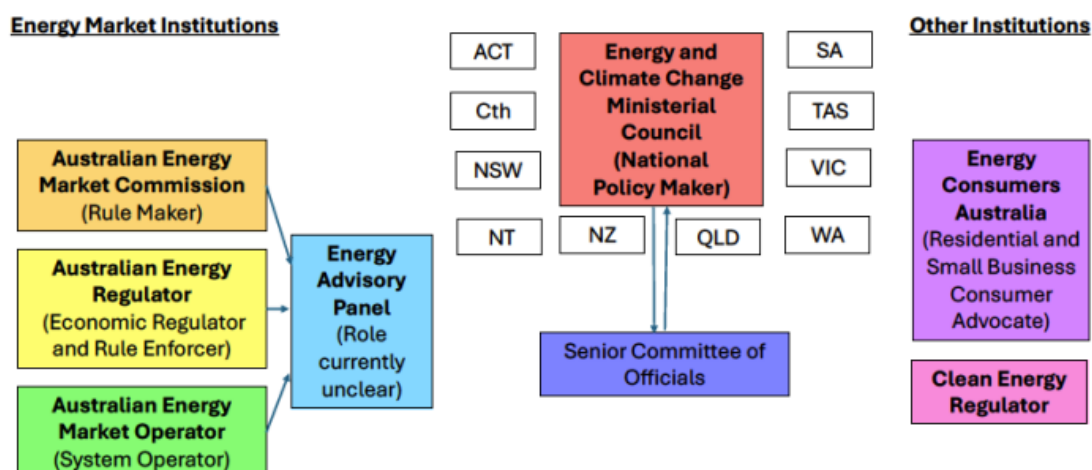 Energy Market Institutions
Australian Energy
Market Commission
(Rule Maker)
Australian Energy
Regulator
(Economic Regulator
and Rule Enforcer)
Australian Energy
Market Operator
(System Operator)
Energy
Advisory
Panel
(Role
currently
unclear)
ACT
Cth
NSW
NT
Energy and
Climate Change
Ministerial
Council
(National
Policy Maker)
NZ
QLD
SA
TAS
VIC
WA
Senior Committee of
Officials
Other Institutions
Energy
Consumers
Australia
(Residential and
Small Business
Consumer
Advocate)
Clean Energy
Regulator